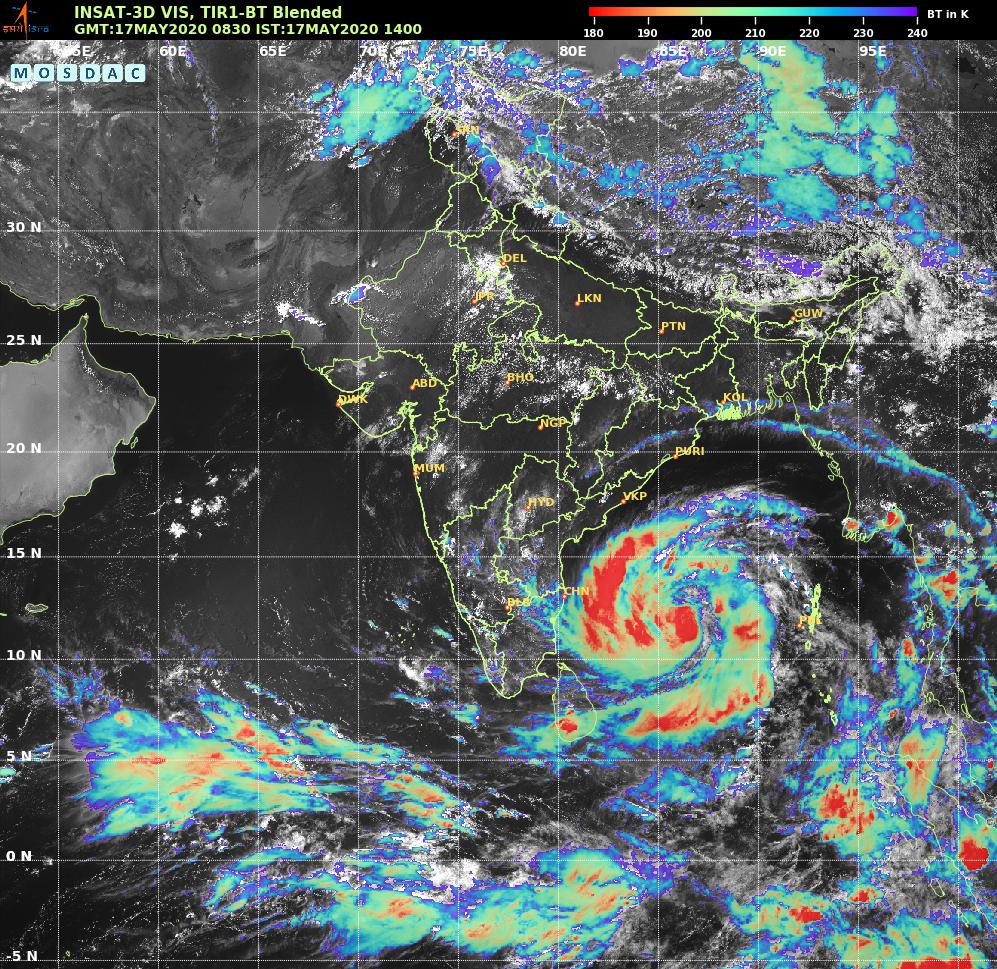 INSAT-3D VIS, TIR1-BT Blended
GMT:17MAY2020 0830 IST:17MAY2020 1400
BT in K
180 190 200 210 220 230 240
60E 65E 70E 75E 80E 85E 90E 95E
MOSDAC
SRN
30 N
DEL
JPR
LKN
GUW
PTN
25 N
ABD
BHO
DWK
KOL
NGP
20 N
PURI
MUM
VKP
HYD
15 N
CHN
BLR
10 N
5 N
0 N
-5 N